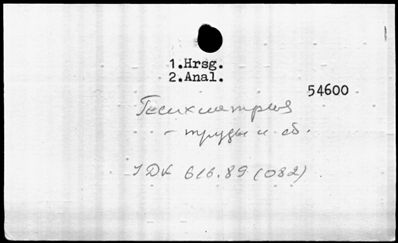 1.Hrsg.
2.Anal.
54600
Психиатрия
- труды и сб.
УДК 616.89 (082)